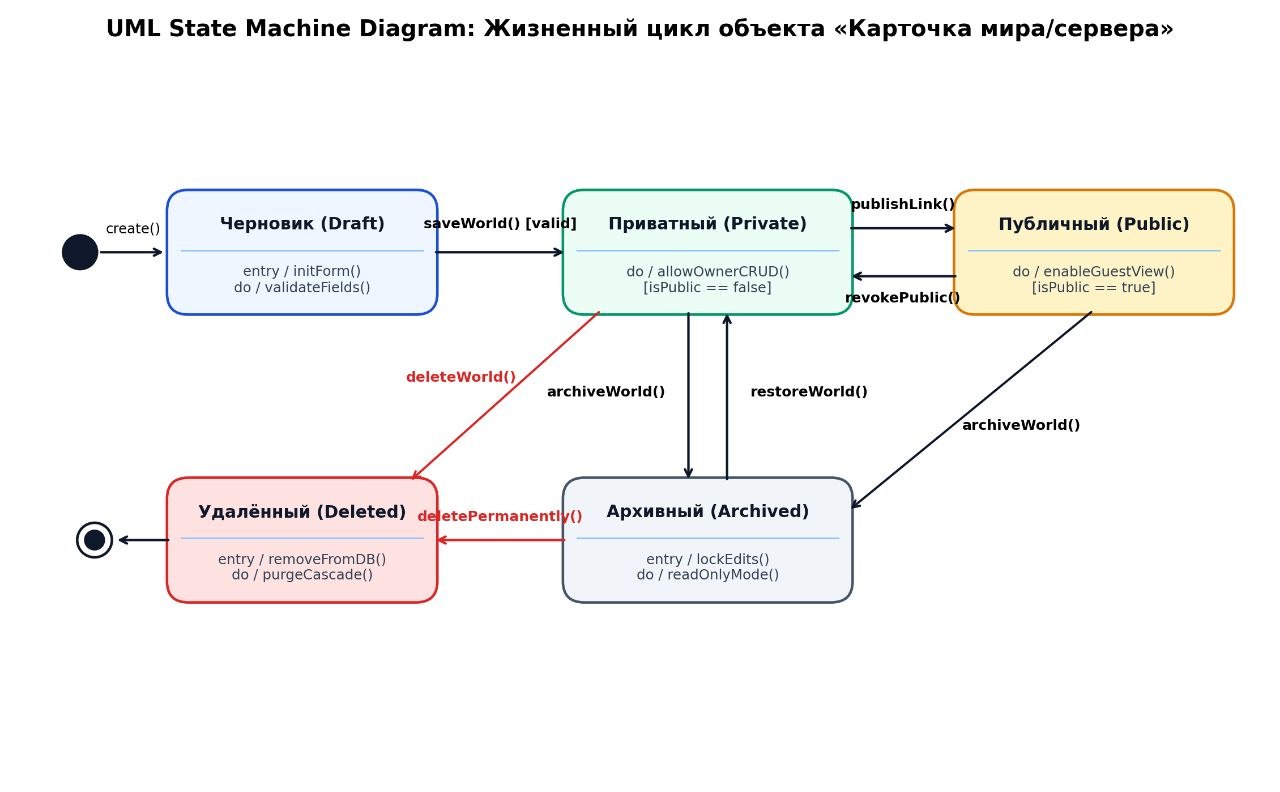 UML State Machine Diagram: Жизненный цикл объекта «Карточка мира/сервера»
create()
Черновик (Draft)
entry / initForm()
do / validateFields()
saveWorld() [valid]
Приватный (Private)
do / allowOwnerCRUD()
[isPublic == false]
publishLink()
revokePublic()
Публичный (Public)
do / enableGuestView()
[isPublic == true]
deleteWorld()
archiveWorld()
restoreWorld()
archiveWorld()
Удалённый (Deleted)
entry / removeFromDB()
do / purgeCascade()
deletePermanently()
Архивный (Archived)
entry / lockEdits()
do / readOnlyMode()